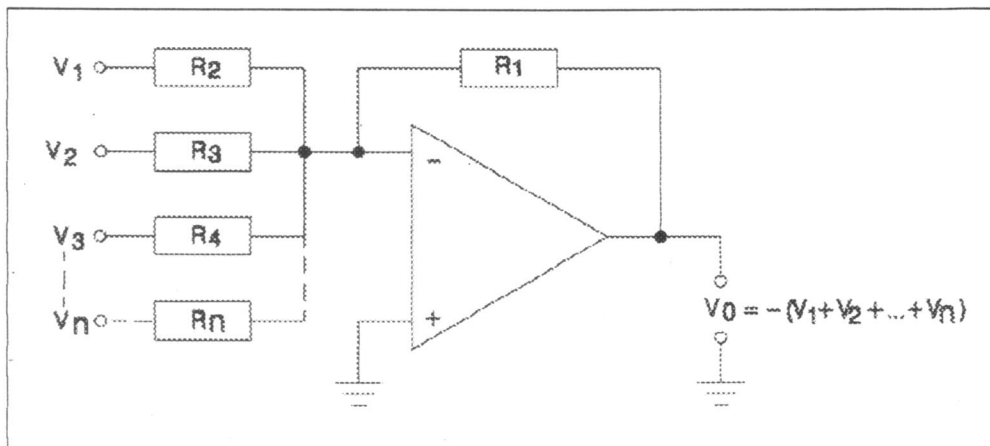 V1 R2 R1
V2 R3 -
V3 R4
Vn Rn + V0 = -(V1+V2+...+Vn)